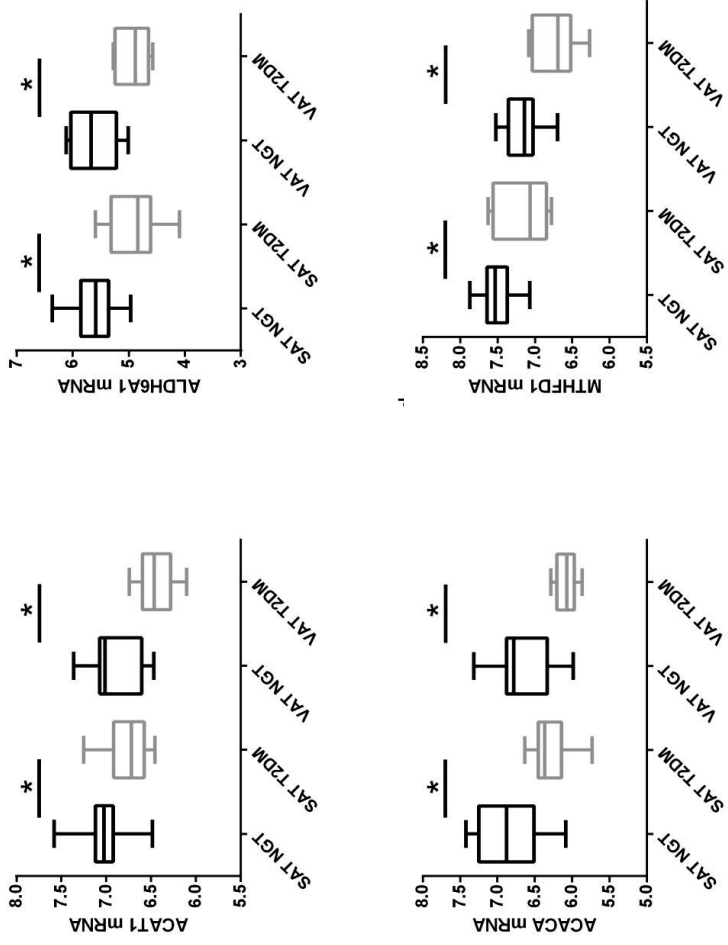 ACAT1 mRNA
8.0
7.5
7.0
6.5
6.0
5.5
* *
SAT NGT
SAT T2DM
VAT NGT
VAT T2DM
ALDH6A1 mRNA
7
6
5
4
3
* *
SAT NGT
SAT T2DM
VAT NGT
VAT T2DM
ACACA mRNA
8.0
7.5
7.0
6.5
6.0
5.5
5.0
* *
SAT NGT
SAT T2DM
VAT NGT
VAT T2DM
MTHFD1 mRNA
8.5
8.0
7.5
7.0
6.5
6.0
5.5
* *
SAT NGT
SAT T2DM
VAT NGT
VAT T2DM